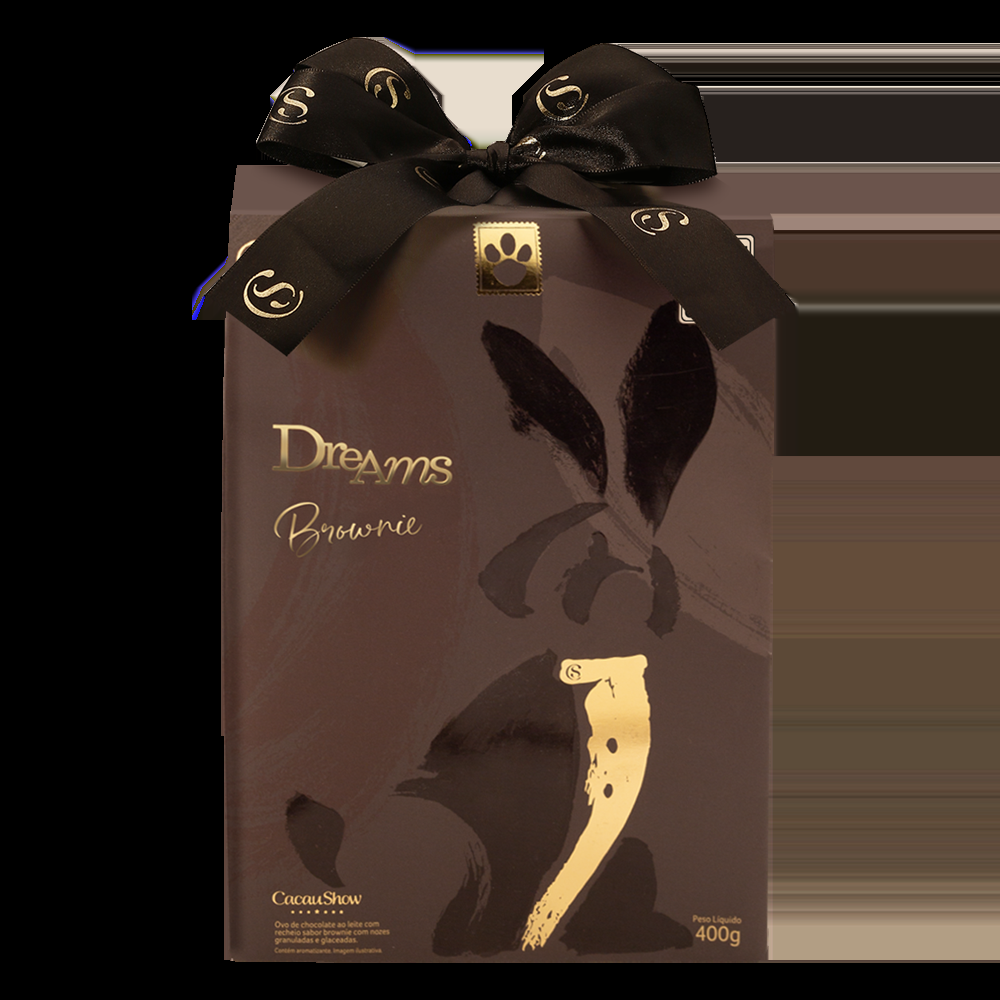 DreAms
Brownie
CacauShow
Ovo de chocolate ao leite com
recheio sabor brownie com nozes
granuladas e glaceadas.
Contém aromatizante. Imagem ilustrativa.
Peso Líquido
400g